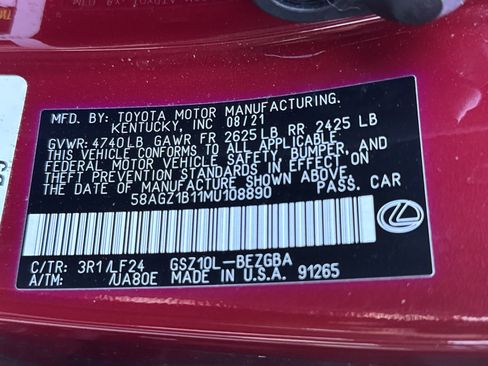 MFD. BY: TOYOTA MOTOR MANUFACTURING.
KENTUCKY, INC 08/21
GVWR: 4740LB GAWR FR 2625LB RR 2425 LB
THIS VEHICLE CONFORMS TO ALL APPLICABLE
FEDERAL MOTOR VEHICLE SAFETY, BUMPER, AND
THEFT PREVENTION STANDARDS IN EFFECT ON
THE DATE OF MANUFACTURE SHOWN ABOVE.
58AGZ1B11MU108890 PASS. CAR
C/TR: 3R1/LF24 GSZ10L-BEZGBA
A/TM: /UA80E MADE IN U.S.A. 91265